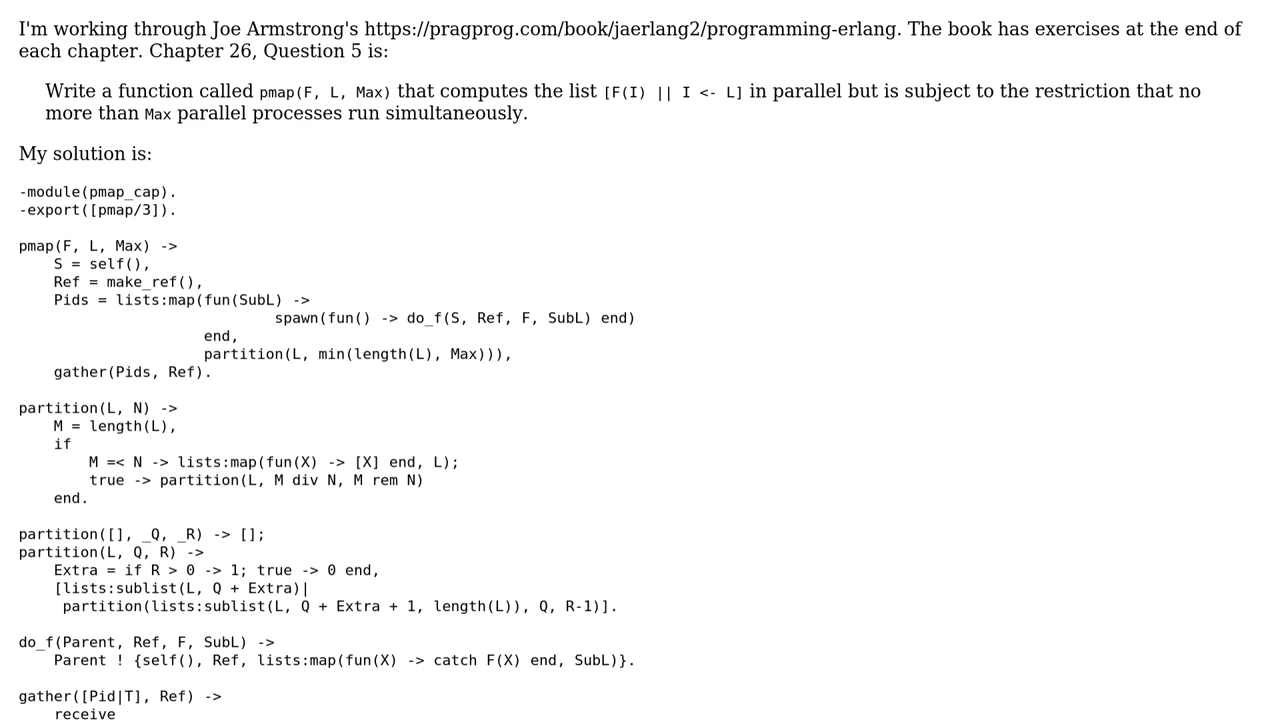 I'm working through Joe Armstrong's https://pragprog.com/book/jaerlang2/programming-erlang. The book has exercises at the end of
each chapter. Chapter 26, Question 5 is:
Write a function called pmap(F, L, Max) that computes the list [F(I) || I <- L] in parallel but is subject to the restriction that no
more than Max parallel processes run simultaneously.
My solution is:
-module(pmap_cap).
-export([pmap/3]).
pmap(F, L, Max) ->
    S = self(),
    Ref = make_ref(),
    Pids = lists:map(fun(SubL) ->
                             spawn(fun() -> do_f(S, Ref, F, SubL) end)
                     end,
                     partition(L, min(length(L), Max))),
    gather(Pids, Ref).
partition(L, N) ->
    M = length(L),
    if
        M =< N -> lists:map(fun(X) -> [X] end, L);
        true -> partition(L, M div N, M rem N)
    end.
partition([], _Q, _R) -> [];
partition(L, Q, R) ->
    Extra = if R > 0 -> 1; true -> 0 end,
    [lists:sublist(L, Q + Extra)|
     partition(lists:sublist(L, Q + Extra + 1, length(L)), Q, R-1)].
do_f(Parent, Ref, F, SubL) ->
    Parent ! {self(), Ref, lists:map(fun(X) -> catch F(X) end, SubL)}.
gather([Pid|T], Ref) ->
    receive